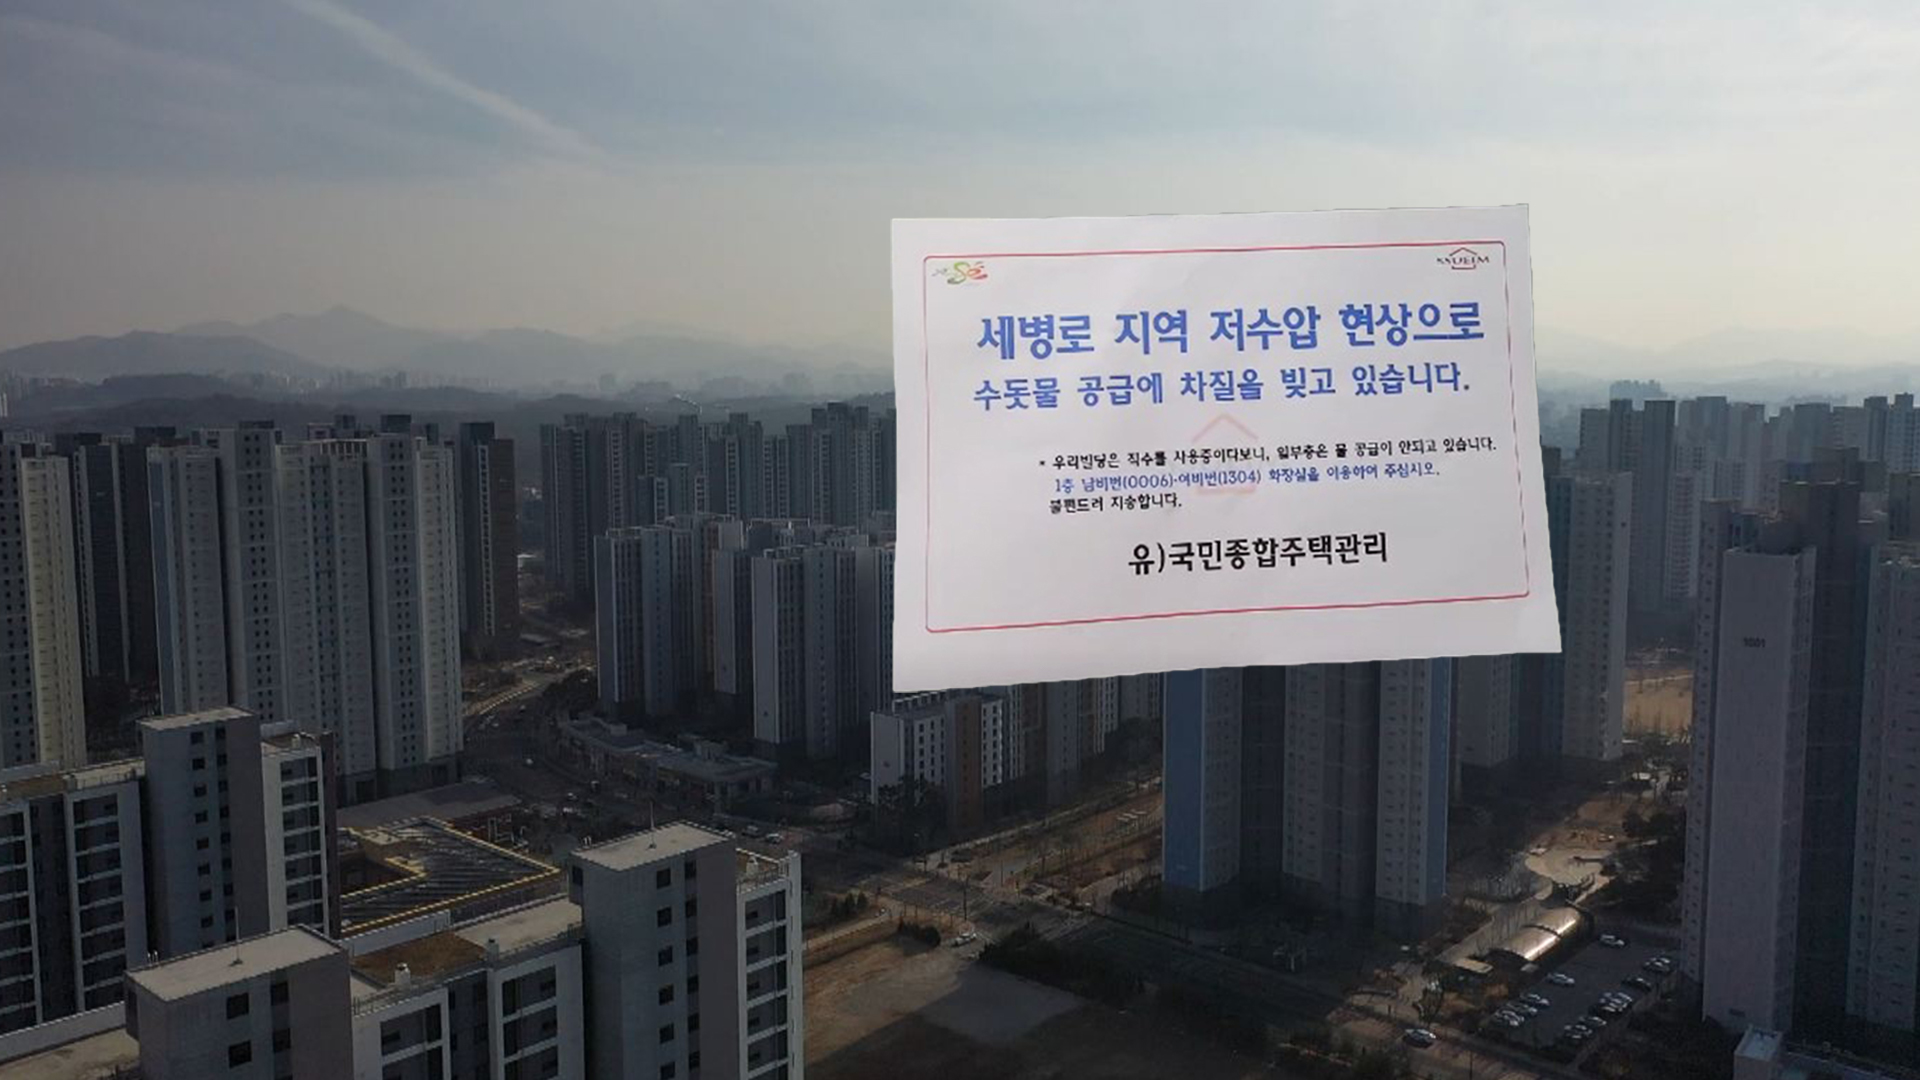 SSUEIM
세병로 지역 저수압 현상으로
수돗물 공급에 차질을 빚고 있습니다.
* 우리빌딩은 직수를 사용중이다보니, 일부층은 물 공급이 안되고 있습니다.
1층 남비번(0006)·여비번(1304) 화장실을 이용하여 주십시오.
불편드려 지송합니다.
유)국민종합주택관리
1001